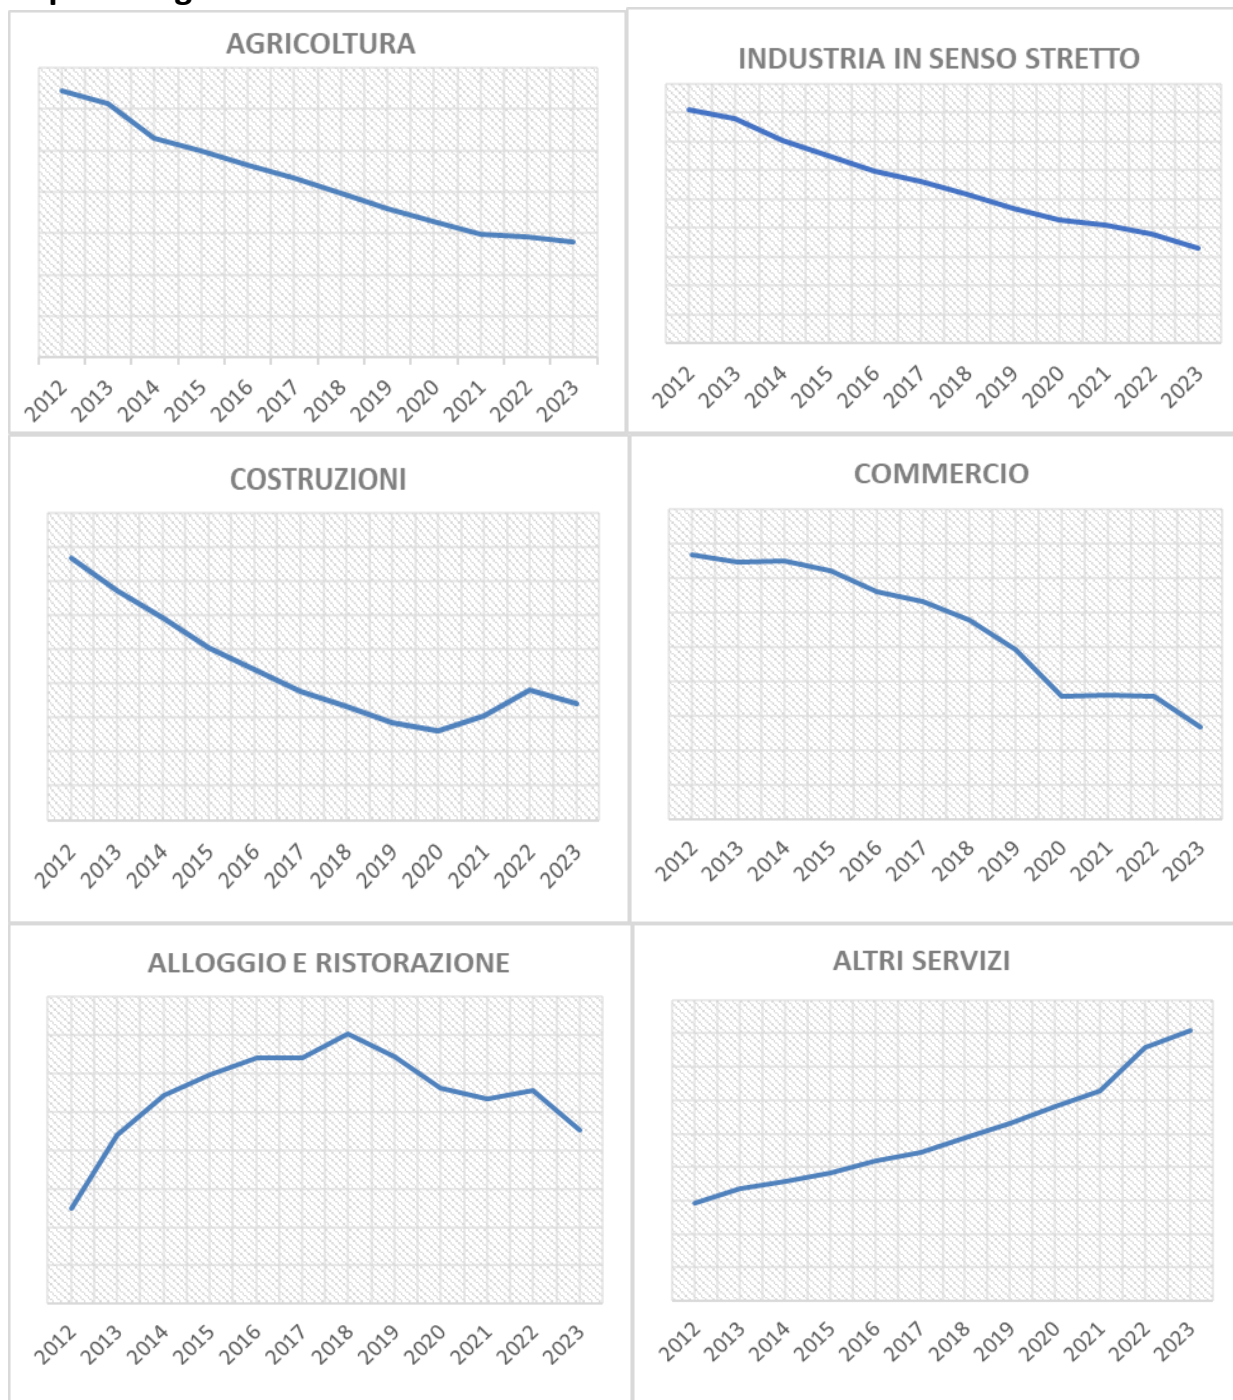 AGRICOLTURA
2012 2013 2014 2015 2016 2017 2018 2019 2020 2021 2022 2023
INDUSTRIA IN SENSO STRETTO
2012 2013 2014 2015 2016 2017 2018 2019 2020 2021 2022 2023
COSTRUZIONI
2012 2013 2014 2015 2016 2017 2018 2019 2020 2021 2022 2023
COMMERCIO
2012 2013 2014 2015 2016 2017 2018 2019 2020 2021 2022 2023
ALLOGGIO E RISTORAZIONE
2012 2013 2014 2015 2016 2017 2018 2019 2020 2021 2022 2023
ALTRI SERVIZI
2012 2013 2014 2015 2016 2017 2018 2019 2020 2021 2022 2023